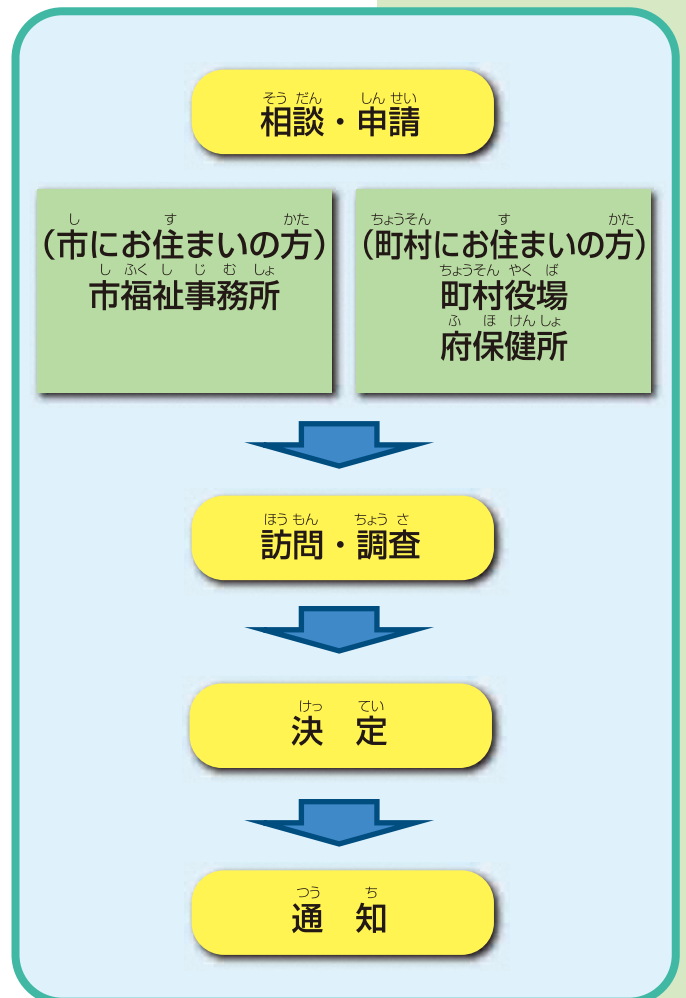 そうだん しんせい
相談・申請
し す かた
(市にお住まいの方)
し ふく し じ む しょ
市福祉事務所
ちょうそん す かた
(町村にお住まいの方)
ちょうそん やく ば
町村役場
ふ ほ けんしょ
府保健所
ほうもん ちょう さ
訪問・調査
けっ てい
決 定
つう ち
通 知